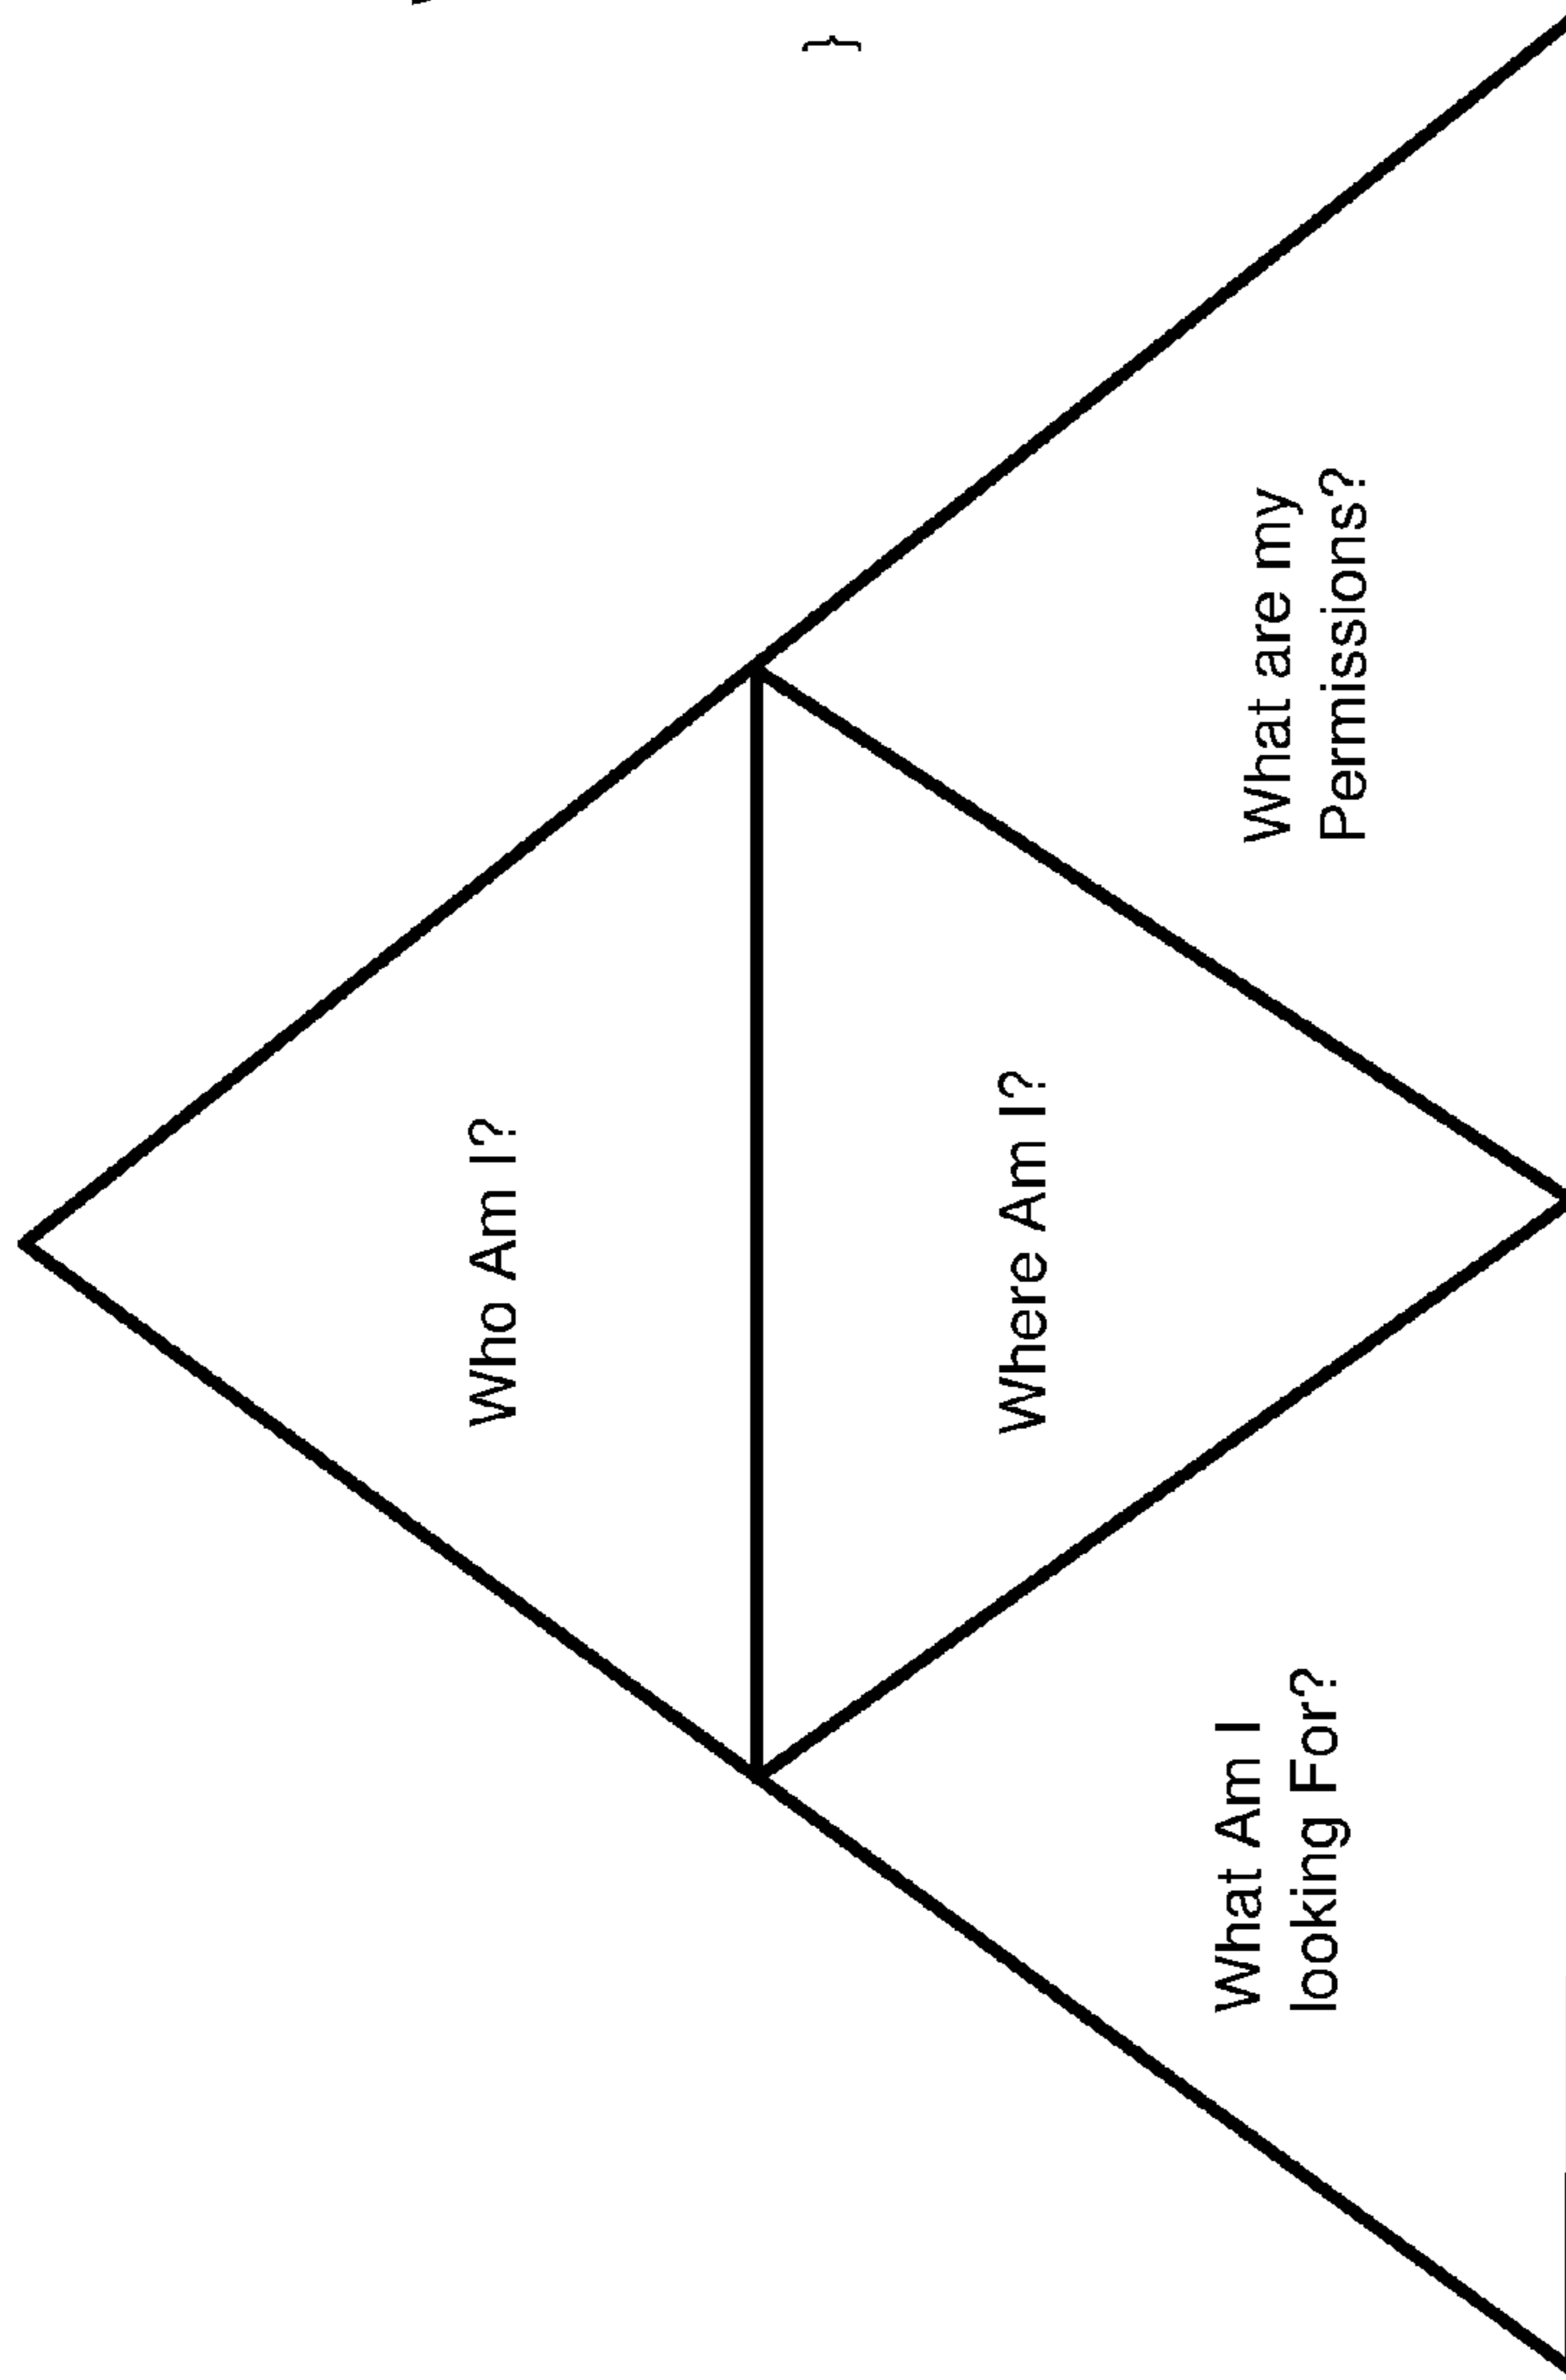 }
Who Am I?
Where Am I?
What Am I
looking For?
What are my
Permissions?